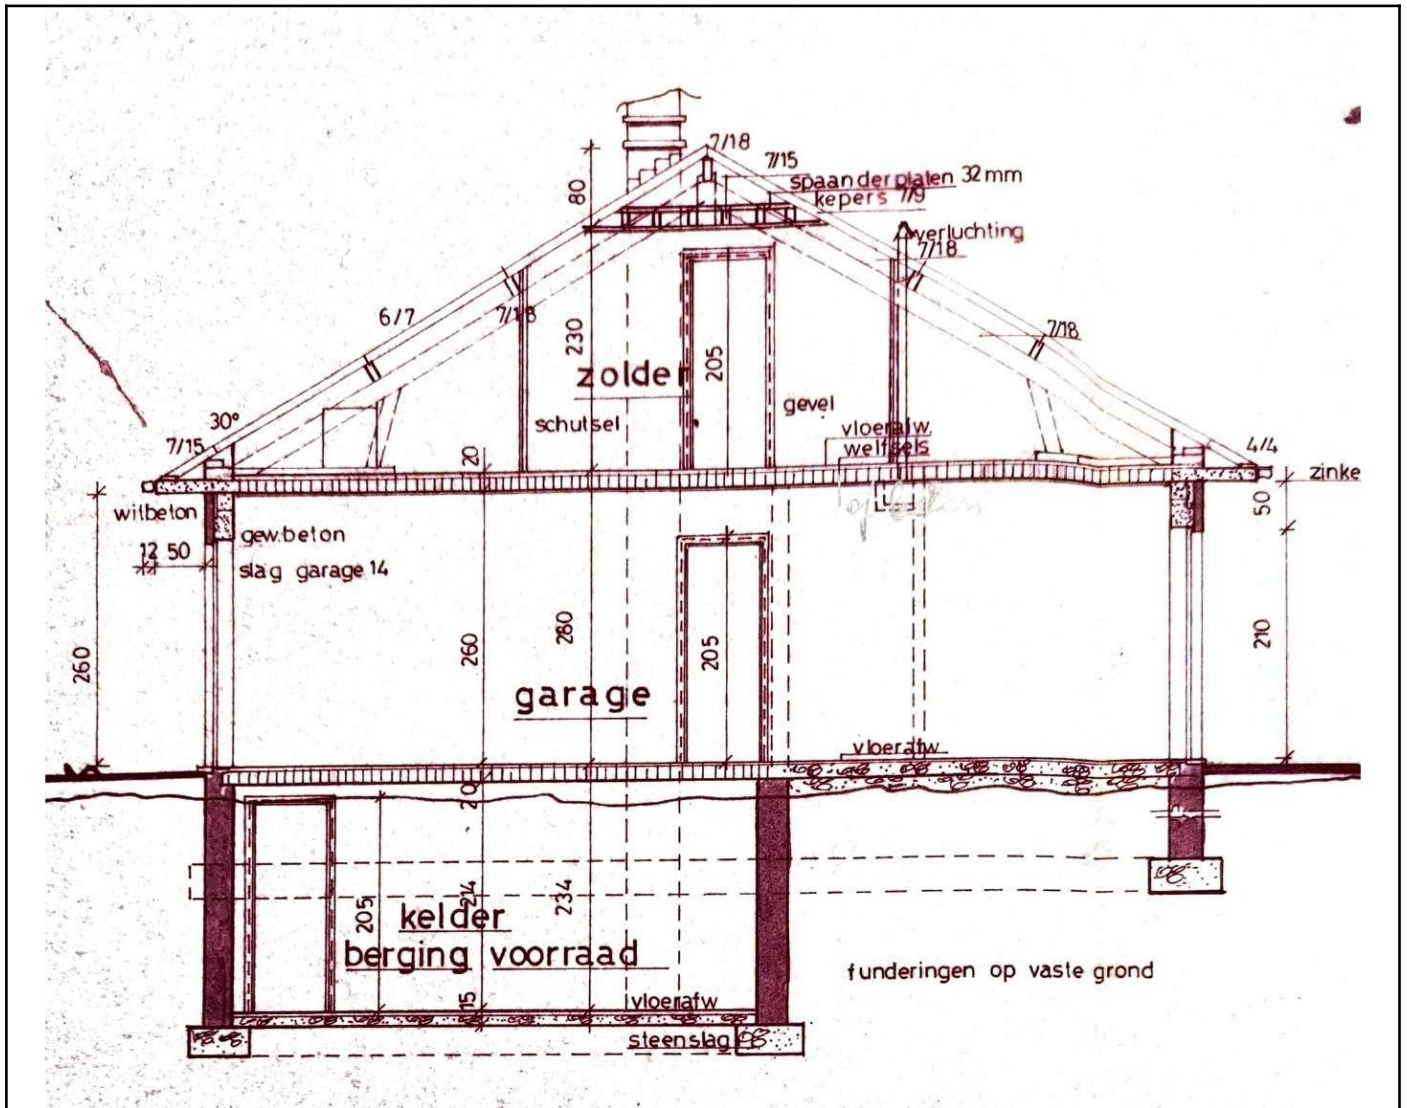 7/18
7/15
spaanderplaten 32mm
kepers 7/9
80
verluchting
7/18
6/7
7/18
7/18
230
205
zolder
schutsel
gevel
30°
7/15
vloerafw.
welfsels
4/4
20
zinke
witbeton
50
gew.beton
12 50
slag garage 14
260
260
280
205
210
garage
vloerafw
20
205
214
234
kelder
berging voorraad
funderingen op vaste grond
15
vloerafw
steenslag